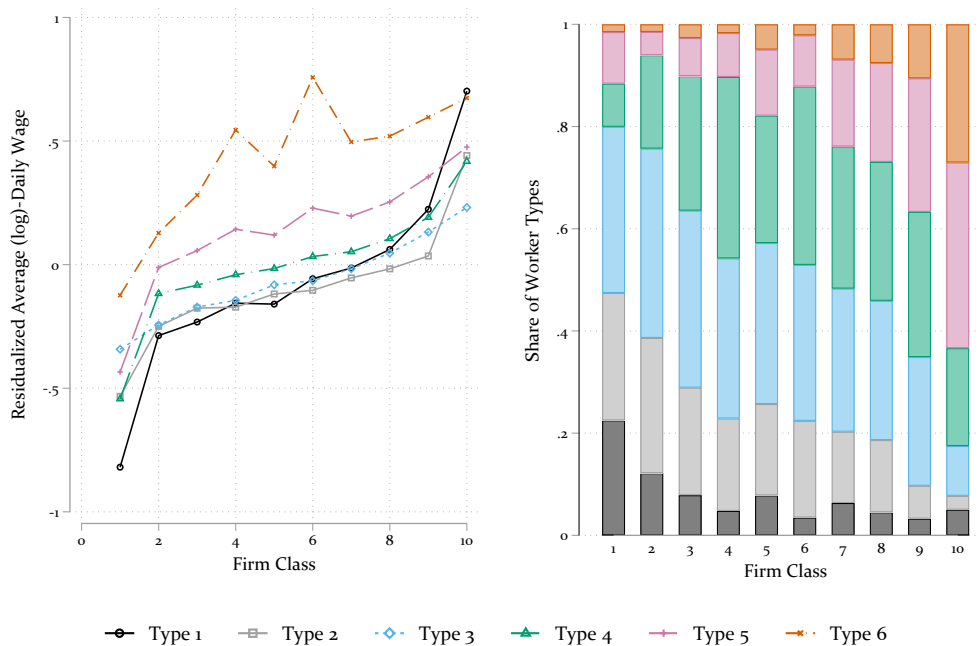 Residualized Average (log)-Daily Wage
1
.5
0
-.5
-1
0
2
4
6
8
10
Firm Class
Share of Worker Types
1
.8
.6
.4
.2
0
1
2
3
4
5
6
7
8
9
10
Firm Class
Type 1
Type 2
Type 3
Type 4
Type 5
Type 6